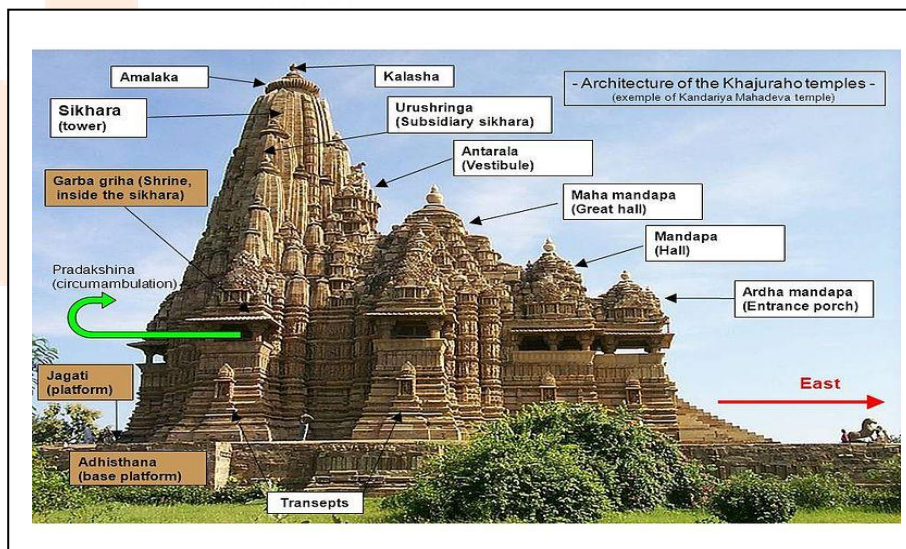 - Architecture of the Khajuraho temples -
(exemple of Kandariya Mahadeva temple)
Amalaka
Kalasha
Sikhara
(tower)
Urushringa
(Subsidiary sikhara)
Antarala
(Vestibule)
Garba griha (Shrine,
inside the sikhara)
Maha mandapa
(Great hall)
Mandapa
(Hall)
Pradakshina
(circumambulation)
Ardha mandapa
(Entrance porch)
Jagati
(platform)
East
Adhisthana
(base platform)
Transepts